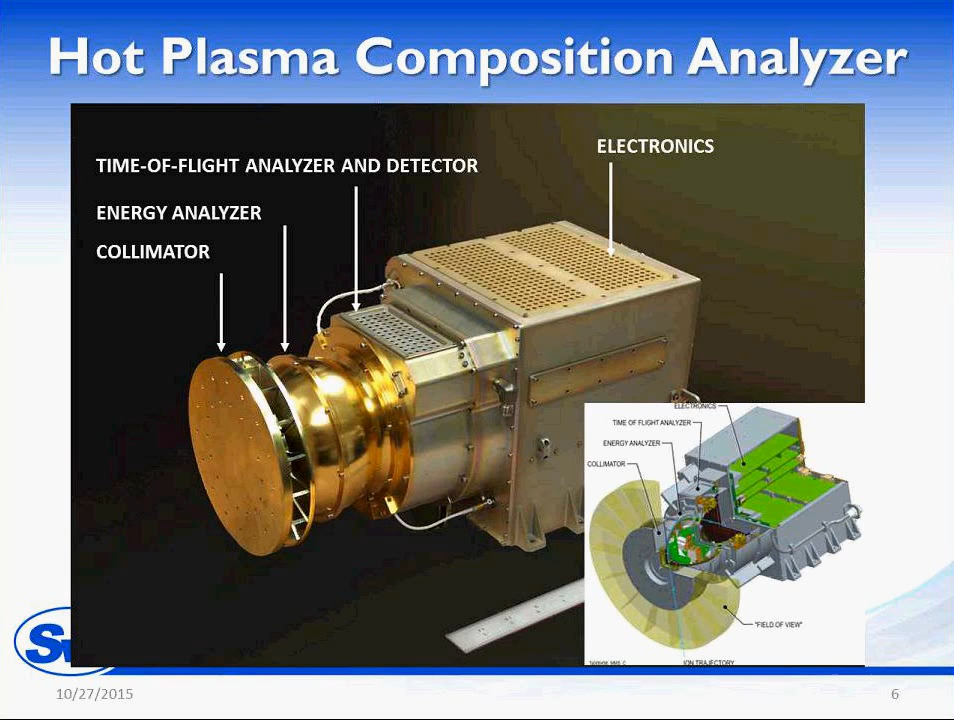 Hot Plasma Composition Analyzer
ELECTRONICS
TIME-OF-FLIGHT ANALYZER AND DETECTOR
ENERGY ANALYZER
COLLIMATOR
ELECTRONICS
TIME OF FLIGHT ANALYZER
ENERGY ANALYZER
COLLIMATOR
"FIELD OF VIEW"
ION TRAJECTORY
10/27/2015
6